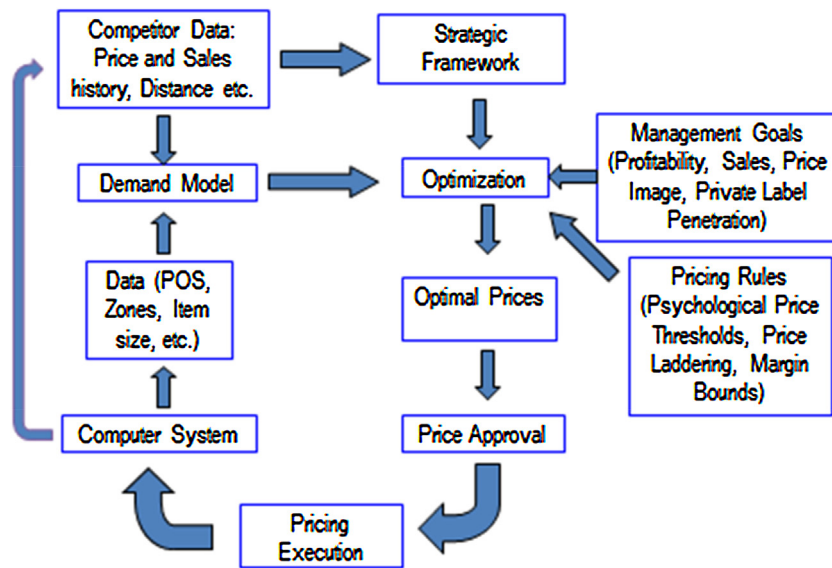 Competitor Data:
Price and Sales
history, Distance etc.
Strategic
Framework
Management Goals
(Profitability, Sales, Price
Image, Private Label
Penetration)
Demand Model
Optimization
Data (POS,
Zones, Item
size, etc.)
Optimal Prices
Pricing Rules
(Psychological Price
Thresholds, Price
Laddering, Margin
Bounds)
Computer System
Price Approval
Pricing
Execution